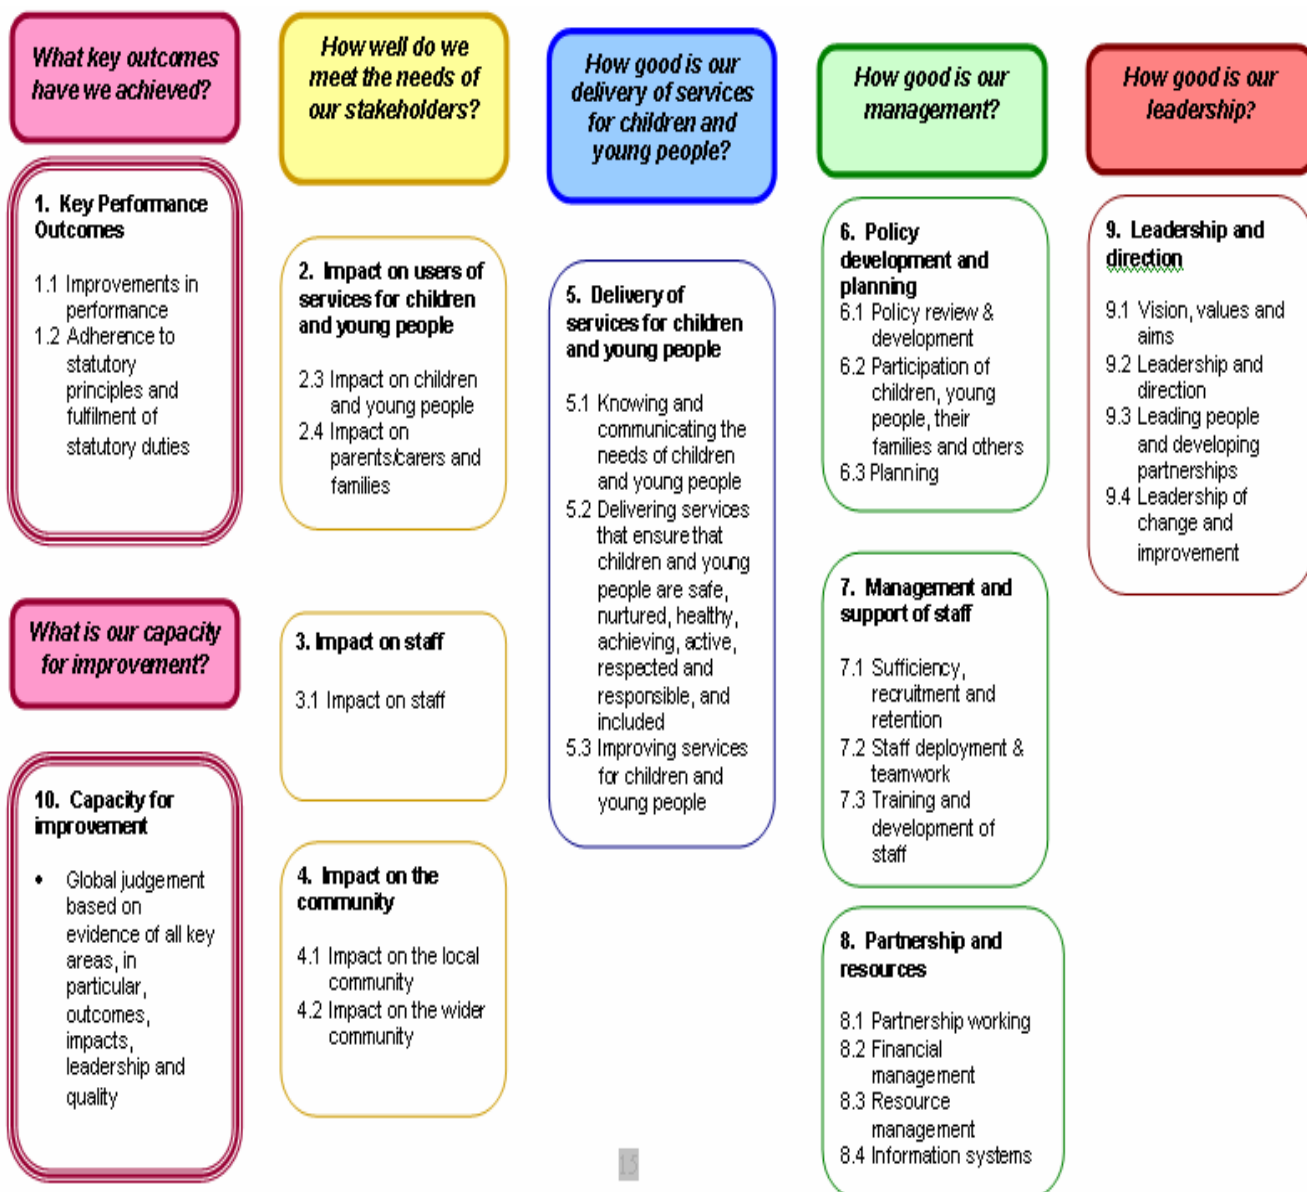 What key outcomes
have we achieved?
1. Key Performance
Outcomes
1.1 Improvements in
performance
1.2 Adherence to
statutory
principles and
fulfilment of
statutory duties
What is our capacity
for improvement?
10. Capacity for
improvement
• Global judgement
based on
evidence of all key
areas, in
particular,
outcomes,
impacts,
leadership and
quality
How well do we
meet the needs of
our stakeholders?
2. Impact on users of
services for children
and young people
2.3 Impact on children
and young people
2.4 Impact on
parents/carers and
families
3. Impact on staff
3.1 Impact on staff
4. Impact on the
community
4.1 Impact on the local
community
4.2 Impact on the wider
community
How good is our
delivery of services
for children and
young people?
5. Delivery of
services for children
and young people
5.1 Knowing and
communicating the
needs of children
and young people
5.2 Delivering services
that ensure that
children and young
people are safe,
nurtured, healthy,
achieving, active,
respected and
responsible, and
included
5.3 Improving services
for children and
young people
How good is our
management?
6. Policy
development and
planning
6.1 Policy review &
development
6.2 Participation of
children, young
people, their
families and others
6.3 Planning
7. Management and
support of staff
7.1 Sufficiency,
recruitment and
retention
7.2 Staff deployment &
teamwork
7.3 Training and
development of
staff
8. Partnership and
resources
8.1 Partnership working
8.2 Financial
management
8.3 Resource
management
8.4 Information systems
How good is our
leadership?
9. Leadership and
direction
9.1 Vision, values and
aims
9.2 Leadership and
direction
9.3 Leading people
and developing
partnerships
9.4 Leadership of
change and
improvement
15